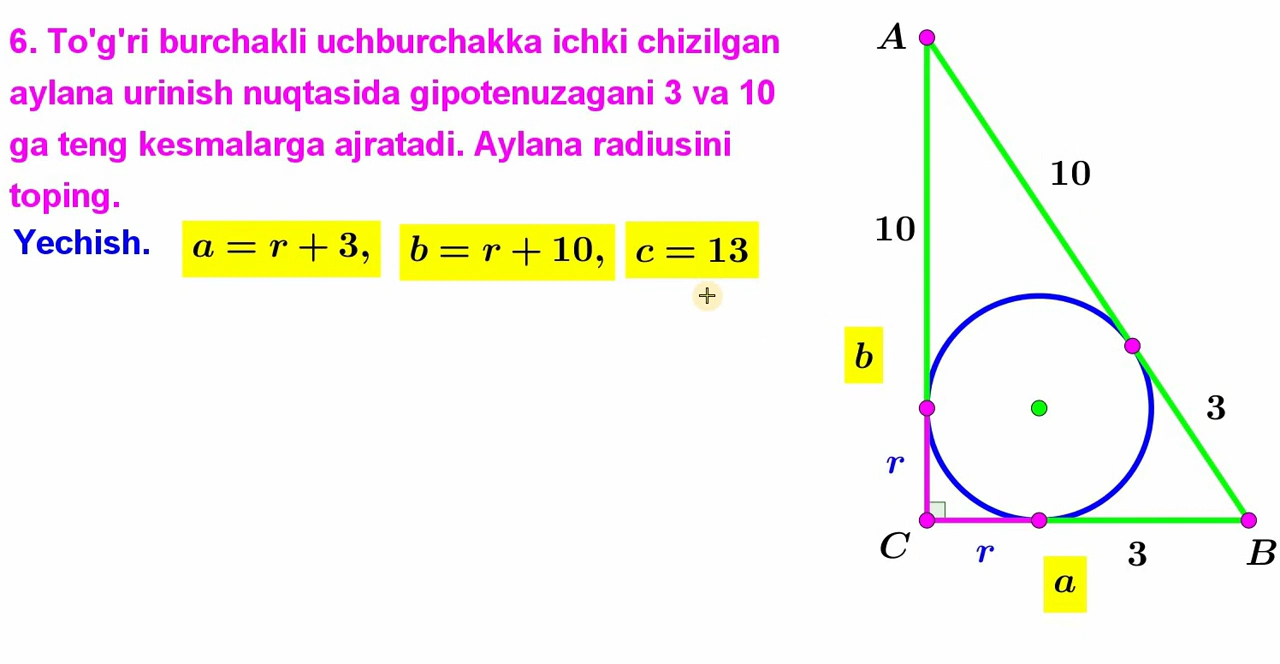 6. To'g'ri burchakli uchburchakka ichki chizilgan
aylana urinish nuqtasida gipotenuzagani 3 va 10
ga teng kesmalarga ajratadi. Aylana radiusini
toping.
Yechish. a = r + 3, b = r + 10, c = 13
A
10
10
b
3
r
C
r
3
B
a